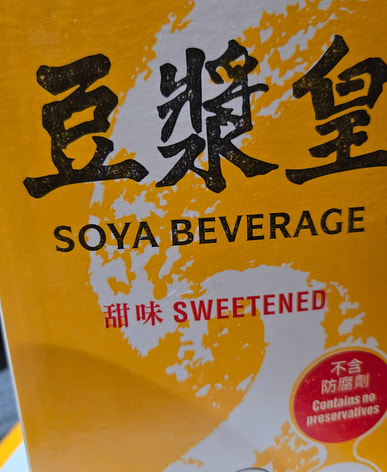 豆漿皇
SOYA BEVERAGE
甜味 SWEETENED
不含
防腐劑
Contains no
preservatives